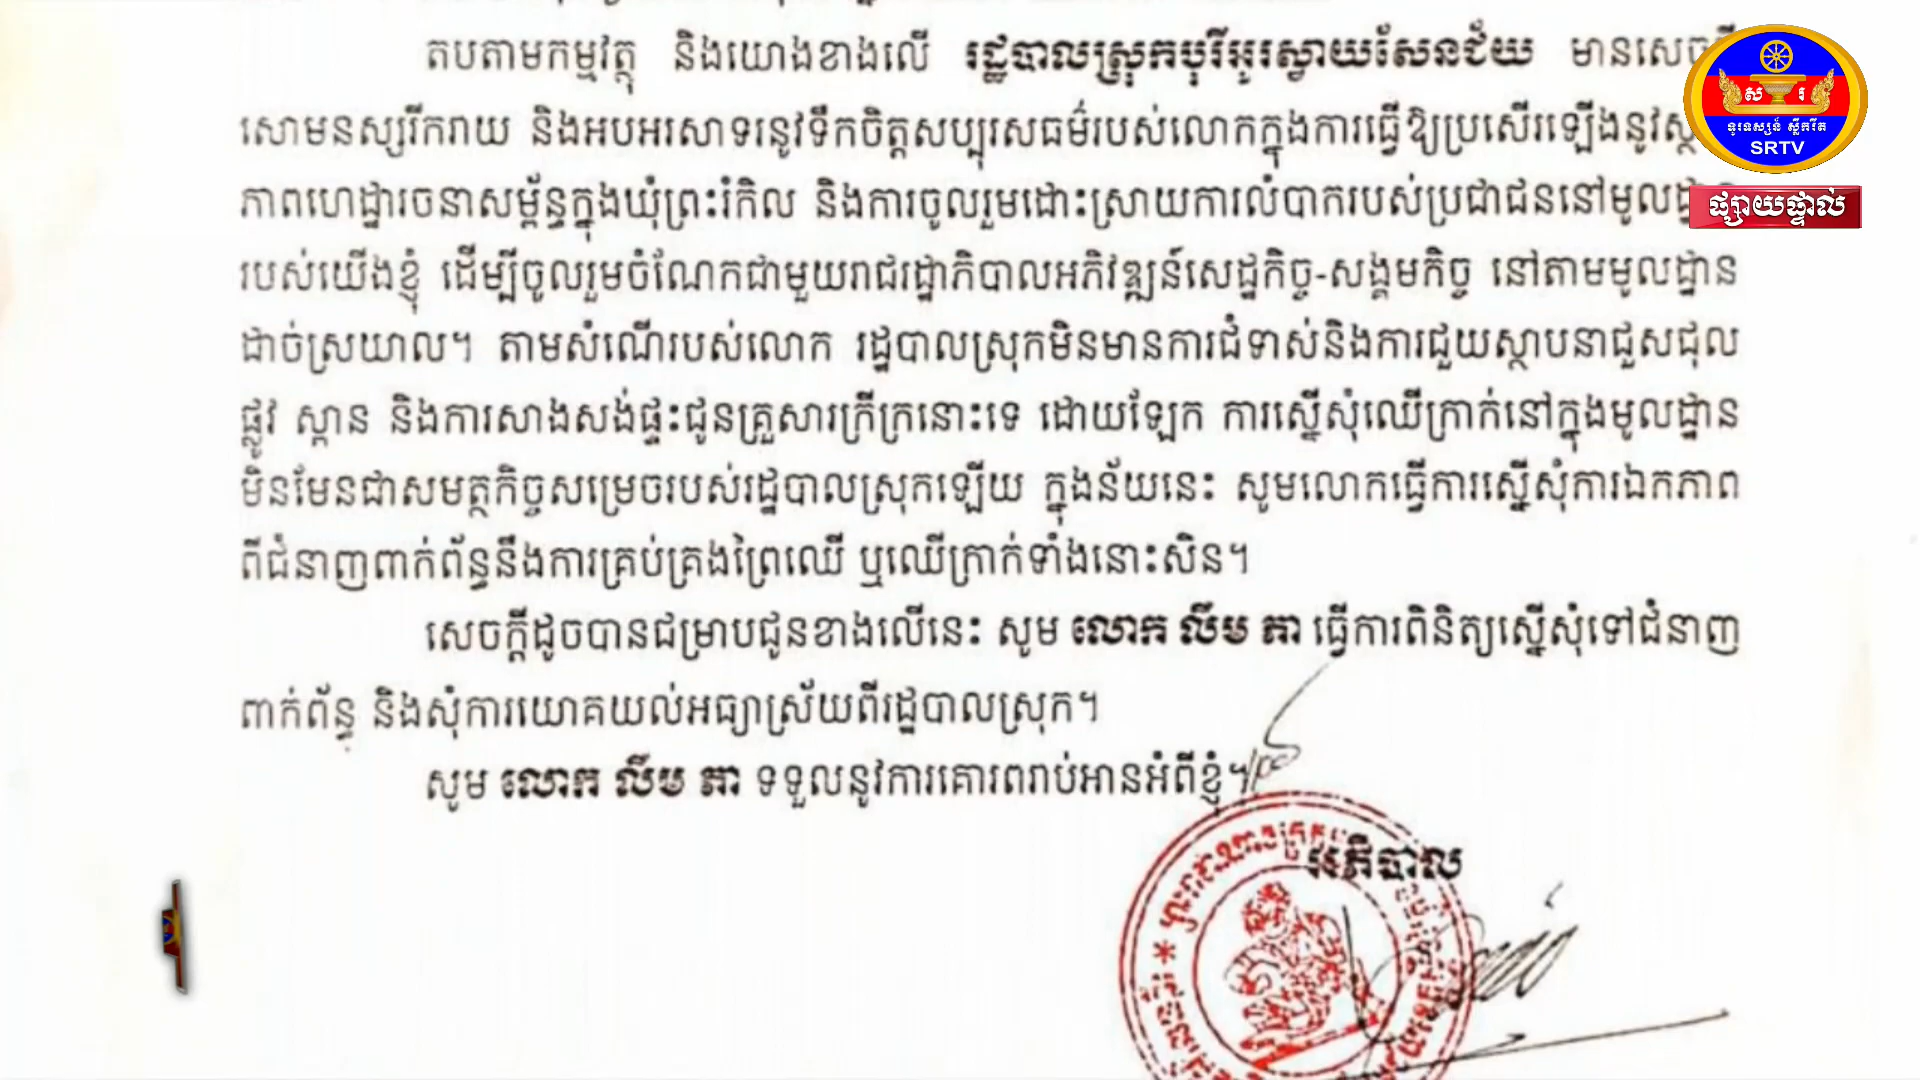 តបតាមកម្មវត្ថុ និងយោងខាងលើ រដ្ឋបាលស្រុកបុរីអូរស្វាយសែនជ័យ មានសេចក្តី
សោមនស្សរីករាយ និងអបអរសាទរនូវទឹកចិត្តសប្បុរសធម៌របស់លោកក្នុងការធ្វើឱ្យប្រសើរឡើងនូវស្ថា
ភាពហេដ្ឋារចនាសម្ព័ន្ធក្នុងឃុំព្រះរំកិល និងការចូលរួមដោះស្រាយការលំបាករបស់ប្រជាជននៅមូលដ្ឋាន
របស់យើងខ្ញុំ ដើម្បីចូលរួមចំណែកជាមួយរាជរដ្ឋាភិបាលអភិវឌ្ឍន៍សេដ្ឋកិច្ច-សង្គមកិច្ច នៅតាមមូលដ្ឋាន
ដាច់ស្រយាល។ តាមសំណើរបស់លោក រដ្ឋបាលស្រុកមិនមានការជំទាស់និងការជួយស្ថាបនាជួសជុល
ផ្លូវ ស្ពាន និងការសាងសង់ផ្ទះជូនគ្រួសារក្រីក្រនោះទេ ដោយឡែក ការស្នើសុំឈើក្រាក់នៅក្នុងមូលដ្ឋាន
មិនមែនជាសមត្ថកិច្ចសម្រេចរបស់រដ្ឋបាលស្រុកឡើយ ក្នុងន័យនេះ សូមលោកធ្វើការស្នើសុំការឯកភាព
ពីជំនាញពាក់ព័ន្ធនឹងការគ្រប់គ្រងព្រៃឈើ ឬឈើក្រាក់ទាំងនោះសិន។
សេចក្តីដូចបានជម្រាបជូនខាងលើនេះ សូម លោក លឹម ភា ធ្វើការពិនិត្យស្នើសុំទៅជំនាញ
ពាក់ព័ន្ធ និងសុំការយោគយល់អធ្យាស្រ័យពីរដ្ឋបាលស្រុក។
សូម លោក លឹម ភា ទទួលនូវការគោរពរាប់អានអំពីខ្ញុំ។
អភិបាល
ស រ
ទូរទស្សន៍ ស្លឹករឹត
SRTV
ផ្សាយផ្ទាល់